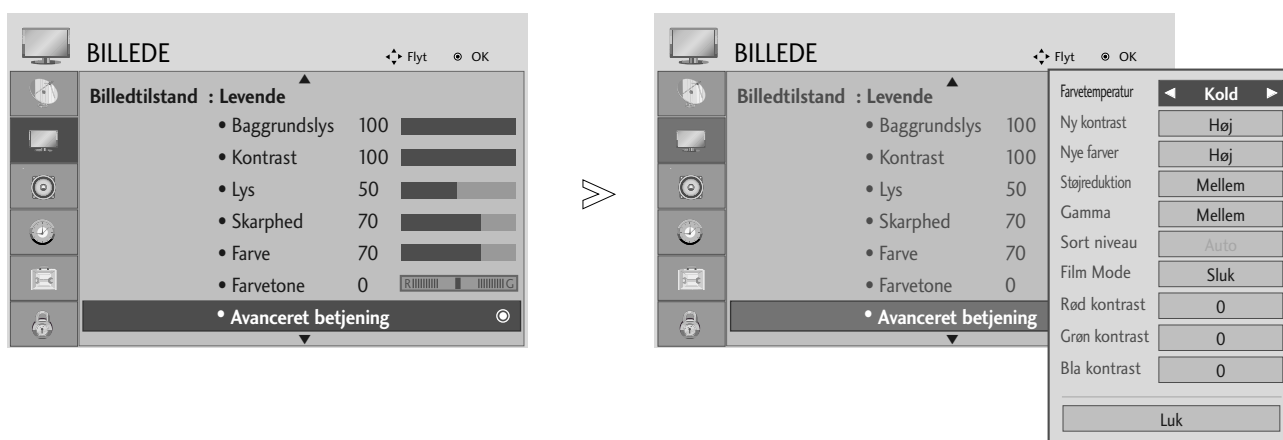 BILLEDE
Flyt OK
Billedtilstand : Levende
• Baggrundslys 100
• Kontrast 100
• Lys 50
• Skarphed 70
• Farve 70
• Farvetone 0 R G
• Avanceret betjening
BILLEDE
Flyt OK
Billedtilstand : Levende
• Baggrundslys 100
• Kontrast 100
• Lys 50
• Skarphed 70
• Farve 70
• Farvetone 0
• Avanceret betjening
Farvetemperatur Kold
Ny kontrast Høj
Nye farver Høj
Støjreduktion Mellem
Gamma Mellem
Sort niveau Auto
Film Mode Sluk
Rød kontrast 0
Grøn kontrast 0
Bla kontrast 0
Luk